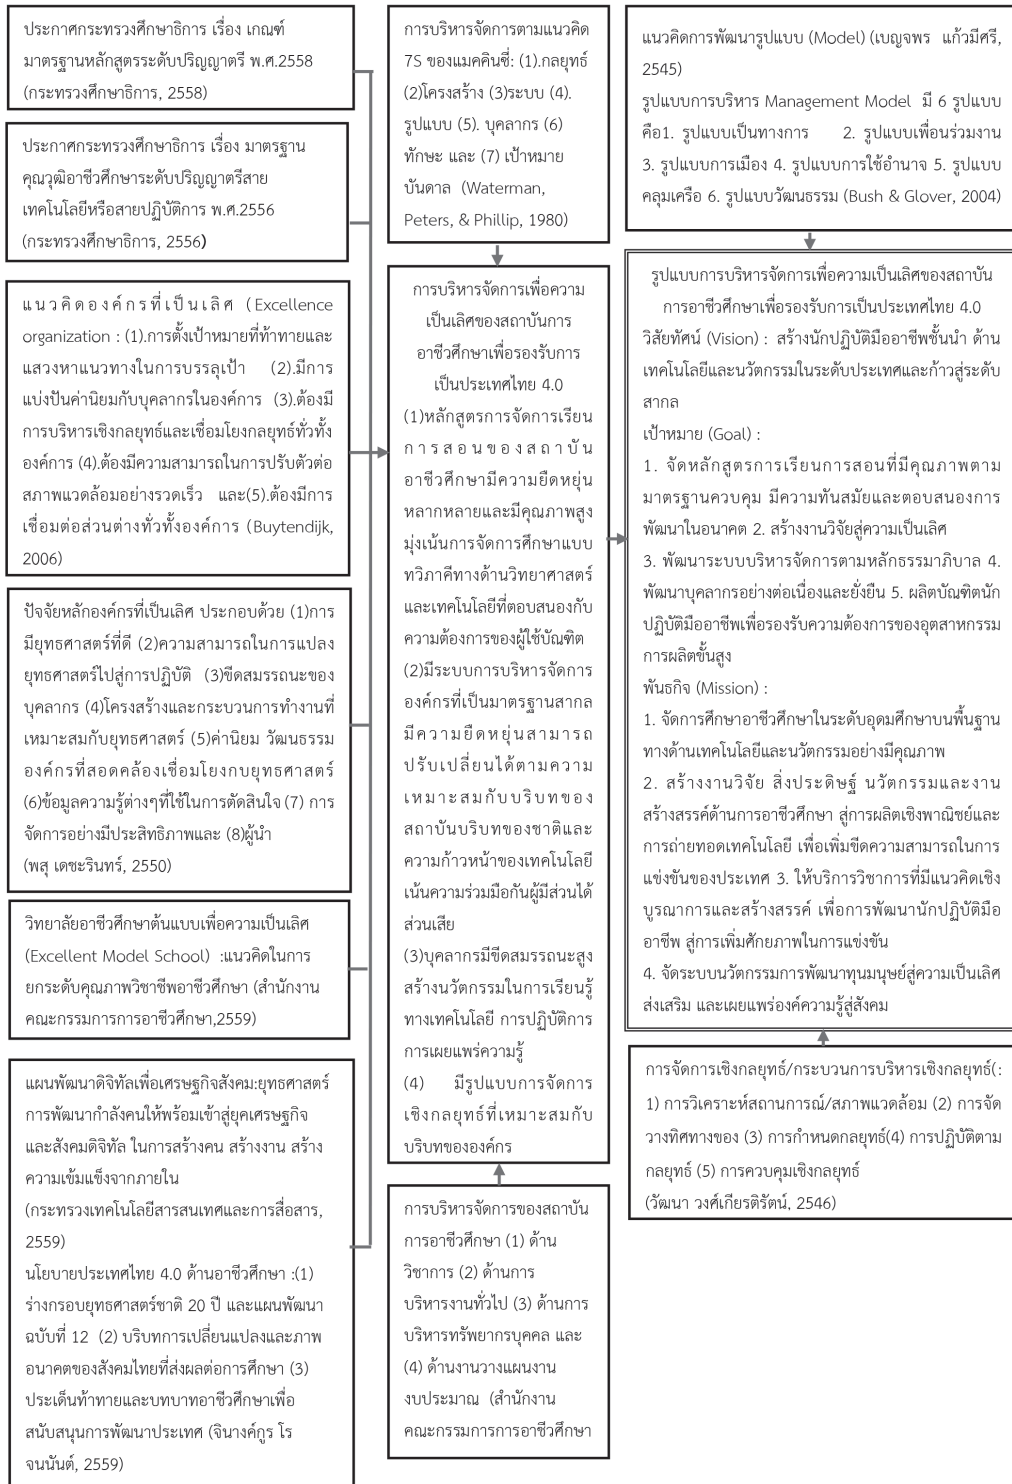 ประกาศกระทรวงศึกษาธิการ เรื่อง เกณฑ์
มาตรฐานหลักสูตรระดับปริญญาตรี พ.ศ.2558
(กระทรวงศึกษาธิการ, 2558)
ประกาศกระทรวงศึกษาธิการ เรื่อง มาตรฐาน
คุณวุฒิอาชีวศึกษาระดับปริญญาตรีสาย
เทคโนโลยีหรือสายปฏิบัติการ พ.ศ.2556
(กระทรวงศึกษาธิการ, 2556)
แนวคิดองค์กรที่เป็นเลิศ (Excellence
organization : (1).การตั้งเป้าหมายที่ท้าทายและ
แสวงหาแนวทางในการบรรลุเป้า (2).มีการ
แบ่งปันค่านิยมกับบุคลากรในองค์การ (3).ต้องมี
การบริหารเชิงกลยุทธ์และเชื่อมโยงกลยุทธ์ทั่วทั้ง
องค์การ (4).ต้องมีความสามารถในการปรับตัวต่อ
สภาพแวดล้อมอย่างรวดเร็ว และ(5).ต้องมีการ
เชื่อมต่อส่วนต่างทั่วทั้งองค์การ (Buytendijk,
2006)
ปัจจัยหลักองค์กรที่เป็นเลิศ ประกอบด้วย (1)การ
มียุทธศาสตร์ที่ดี (2)ความสามารถในการแปลง
ยุทธศาสตร์ไปสู่การปฏิบัติ (3)ขีดสมรรถนะของ
บุคลากร (4)โครงสร้างและกระบวนการทำงานที่
เหมาะสมกับยุทธศาสตร์ (5)ค่านิยม วัฒนธรรม
องค์กรที่สอดคล้องเชื่อมโยงกบยุทธศาสตร์
(6)ข้อมูลความรู้ต่างๆที่ใช้ในการตัดสินใจ (7) การ
จัดการอย่างมีประสิทธิภาพและ (8)ผู้นำ
(พสุ เดชะรินทร์, 2550)
วิทยาลัยอาชีวศึกษาต้นแบบเพื่อความเป็นเลิศ
(Excellent Model School) :แนวคิดในการ
ยกระดับคุณภาพวิชาชีพอาชีวศึกษา (สำนักงาน
คณะกรรมการการอาชีวศึกษา,2559)
แผนพัฒนาดิจิทัลเพื่อเศรษฐกิจสังคม:ยุทธศาสตร์
การพัฒนากำลังคนให้พร้อมเข้าสู่ยุคเศรษฐกิจ
และสังคมดิจิทัล ในการสร้างคน สร้างงาน สร้าง
ความเข้มแข็งจากภายใน
(กระทรวงเทคโนโลยีสารสนเทศและการสื่อสาร,
2559)
นโยบายประเทศไทย 4.0 ด้านอาชีวศึกษา :(1)
ร่างกรอบยุทธศาสตร์ชาติ 20 ปี และแผนพัฒนา
ฉบับที่ 12 (2) บริบทการเปลี่ยนแปลงและภาพ
อนาคตของสังคมไทยที่ส่งผลต่อการศึกษา (3)
ประเด็นท้าทายและบทบาทอาชีวศึกษาเพื่อ
สนับสนุนการพัฒนาประเทศ (จินางค์กูร โร
จนนันต์, 2559)
การบริหารจัดการตามแนวคิด
7S ของแมคคินซี่: (1).กลยุทธ์
(2)โครงสร้าง (3)ระบบ (4).
รูปแบบ (5). บุคลากร (6)
ทักษะ และ (7) เป้าหมาย
บันดาล (Waterman,
Peters, & Phillip, 1980)
การบริหารจัดการเพื่อความ
เป็นเลิศของสถาบันการ
อาชีวศึกษาเพื่อรองรับการ
เป็นประเทศไทย 4.0
(1)หลักสูตรการจัดการเรียน
การสอนของสถาบัน
อาชีวศึกษามีความยืดหยุ่น
หลากหลายและมีคุณภาพสูง
มุ่งเน้นการจัดการศึกษาแบบ
ทวิภาคีทางด้านวิทยาศาสตร์
และเทคโนโลยีที่ตอบสนองกับ
ความต้องการของผู้ใช้บัณฑิต
(2)มีระบบการบริหารจัดการ
องค์กรที่เป็นมาตรฐานสากล
มีความยืดหยุ่นสามารถ
ปรับเปลี่ยนได้ตามความ
เหมาะสมกับบริบทของ
สถาบันบริบทของชาติและ
ความก้าวหน้าของเทคโนโลยี
เน้นความร่วมมือกันผู้มีส่วนได้
ส่วนเสีย
(3)บุคลากรมีขีดสมรรถนะสูง
สร้างนวัตกรรมในการเรียนรู้
ทางเทคโนโลยี การปฏิบัติการ
การเผยแพร่ความรู้
(4) มีรูปแบบการจัดการ
เชิงกลยุทธ์ที่เหมาะสมกับ
บริบทขององค์กร
การบริหารจัดการของสถาบัน
การอาชีวศึกษา (1) ด้าน
วิชาการ (2) ด้านการ
บริหารงานทั่วไป (3) ด้านการ
บริหารทรัพยากรบุคคล และ
(4) ด้านงานวางแผนงาน
งบประมาณ (สำนักงาน
คณะกรรมการการอาชีวศึกษา
แนวคิดการพัฒนารูปแบบ (Model) (เบญจพร แก้วมีศรี,
2545)
รูปแบบการบริหาร Management Model มี 6 รูปแบบ
คือ1. รูปแบบเป็นทางการ 2. รูปแบบเพื่อนร่วมงาน
3. รูปแบบการเมือง 4. รูปแบบการใช้อำนาจ 5. รูปแบบ
คลุมเครือ 6. รูปแบบวัฒนธรรม (Bush & Glover, 2004)
รูปแบบการบริหารจัดการเพื่อความเป็นเลิศของสถาบัน
การอาชีวศึกษาเพื่อรองรับการเป็นประเทศไทย 4.0
วิสัยทัศน์ (Vision) : สร้างนักปฏิบัติมืออาชีพชั้นนำ ด้าน
เทคโนโลยีและนวัตกรรมในระดับประเทศและก้าวสู่ระดับ
สากล
เป้าหมาย (Goal) :
1. จัดหลักสูตรการเรียนการสอนที่มีคุณภาพตาม
มาตรฐานควบคุม มีความทันสมัยและตอบสนองการ
พัฒนาในอนาคต 2. สร้างงานวิจัยสู่ความเป็นเลิศ
3. พัฒนาระบบบริหารจัดการตามหลักธรรมาภิบาล 4.
พัฒนาบุคลากรอย่างต่อเนื่องและยั่งยืน 5. ผลิตบัณฑิตนัก
ปฏิบัติมืออาชีพเพื่อรองรับความต้องการของอุตสาหกรรม
การผลิตขั้นสูง
พันธกิจ (Mission) :
1. จัดการศึกษาอาชีวศึกษาในระดับอุดมศึกษาบนพื้นฐาน
ทางด้านเทคโนโลยีและนวัตกรรมอย่างมีคุณภาพ
2. สร้างงานวิจัย สิ่งประดิษฐ์ นวัตกรรมและงาน
สร้างสรรค์ด้านการอาชีวศึกษา สู่การผลิตเชิงพาณิชย์และ
การถ่ายทอดเทคโนโลยี เพื่อเพิ่มขีดความสามารถในการ
แข่งขันของประเทศ 3. ให้บริการวิชาการที่มีแนวคิดเชิง
บูรณาการและสร้างสรรค์ เพื่อการพัฒนานักปฏิบัติมือ
อาชีพ สู่การเพิ่มศักยภาพในการแข่งขัน
4. จัดระบบนวัตกรรมการพัฒนาทุนมนุษย์สู่ความเป็นเลิศ
ส่งเสริม และเผยแพร่องค์ความรู้สู่สังคม
การจัดการเชิงกลยุทธ์/กระบวนการบริหารเชิงกลยุทธ์(:
1) การวิเคราะห์สถานการณ์/สภาพแวดล้อม (2) การจัด
วางทิศทางของ (3) การกำหนดกลยุทธ์(4) การปฏิบัติตาม
กลยุทธ์ (5) การควบคุมเชิงกลยุทธ์
(วัฒนา วงศ์เกียรติรัตน์, 2546)